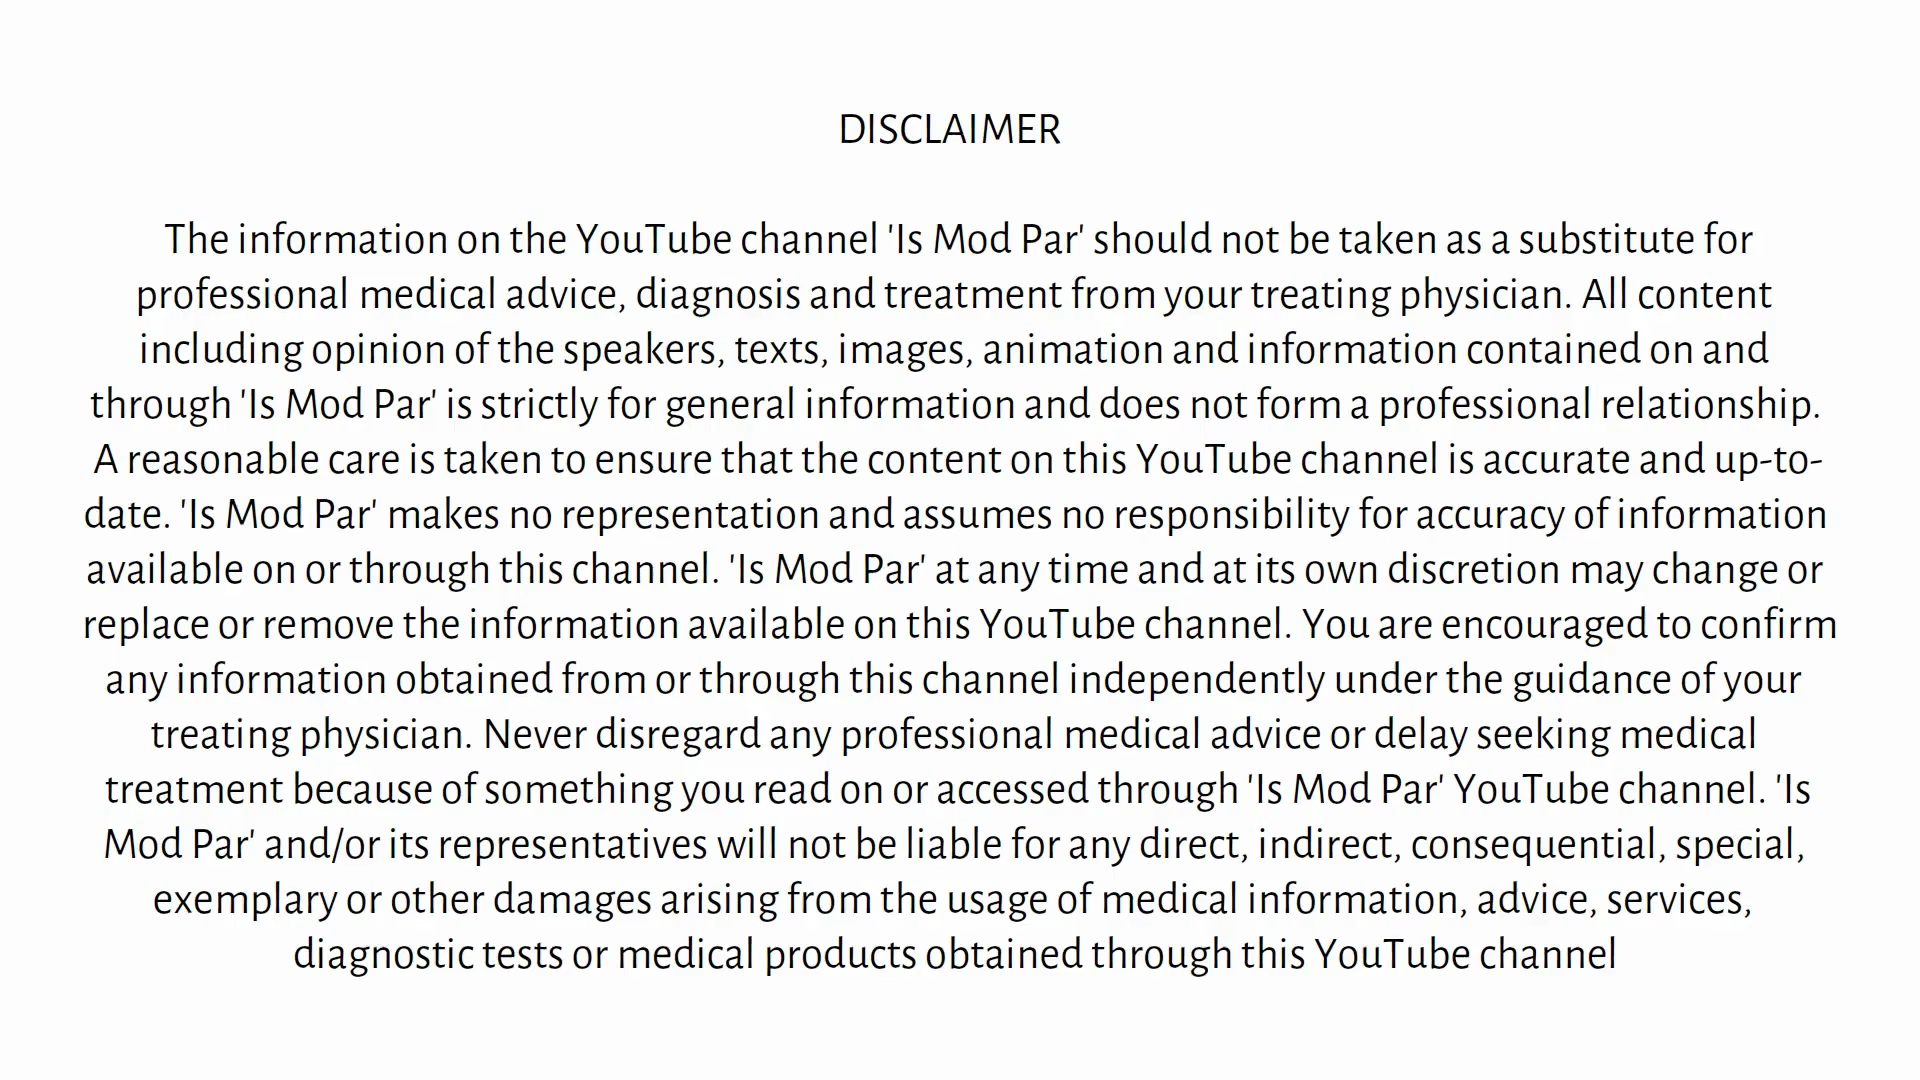 DISCLAIMER
The information on the YouTube channel 'Is Mod Par' should not be taken as a substitute for
professional medical advice, diagnosis and treatment from your treating physician. All content
including opinion of the speakers, texts, images, animation and information contained on and
through 'Is Mod Par' is strictly for general information and does not form a professional relationship.
A reasonable care is taken to ensure that the content on this YouTube channel is accurate and up-to-
date. 'Is Mod Par' makes no representation and assumes no responsibility for accuracy of information
available on or through this channel. 'Is Mod Par' at any time and at its own discretion may change or
replace or remove the information available on this YouTube channel. You are encouraged to confirm
any information obtained from or through this channel independently under the guidance of your
treating physician. Never disregard any professional medical advice or delay seeking medical
treatment because of something you read on or accessed through 'Is Mod Par' YouTube channel. 'Is
Mod Par' and/or its representatives will not be liable for any direct, indirect, consequential, special,
exemplary or other damages arising from the usage of medical information, advice, services,
diagnostic tests or medical products obtained through this YouTube channel